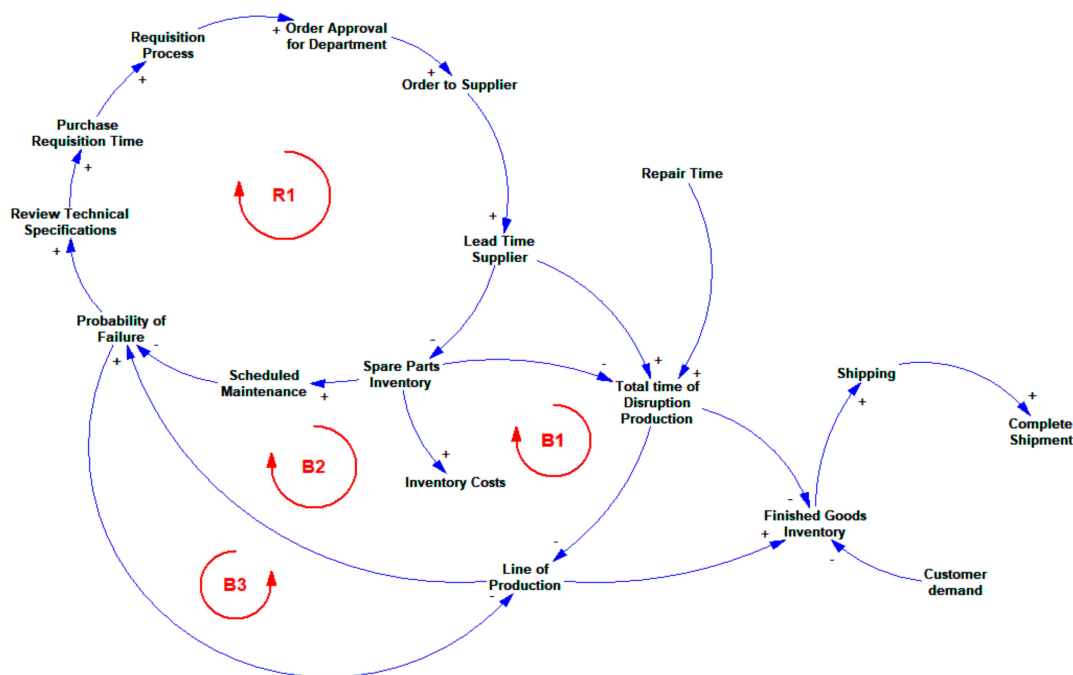 Requisition
Process
+
Order Approval
for Department
+
Order to Supplier
+
Purchase
Requisition Time
+
R1
Repair Time
Review Technical
Specifications
+
+
Lead Time
Supplier
Probability of
Failure
+
-
Scheduled
Maintenance
+
-
Spare Parts
Inventory
-
+
+
Total time of
Disruption
Production
Shipping
+
+
Complete
Shipment
B1
B2
+
Inventory Costs
-
Finished Goods
Inventory
+
-
-
Line of
Production
-
Customer
demand
B3